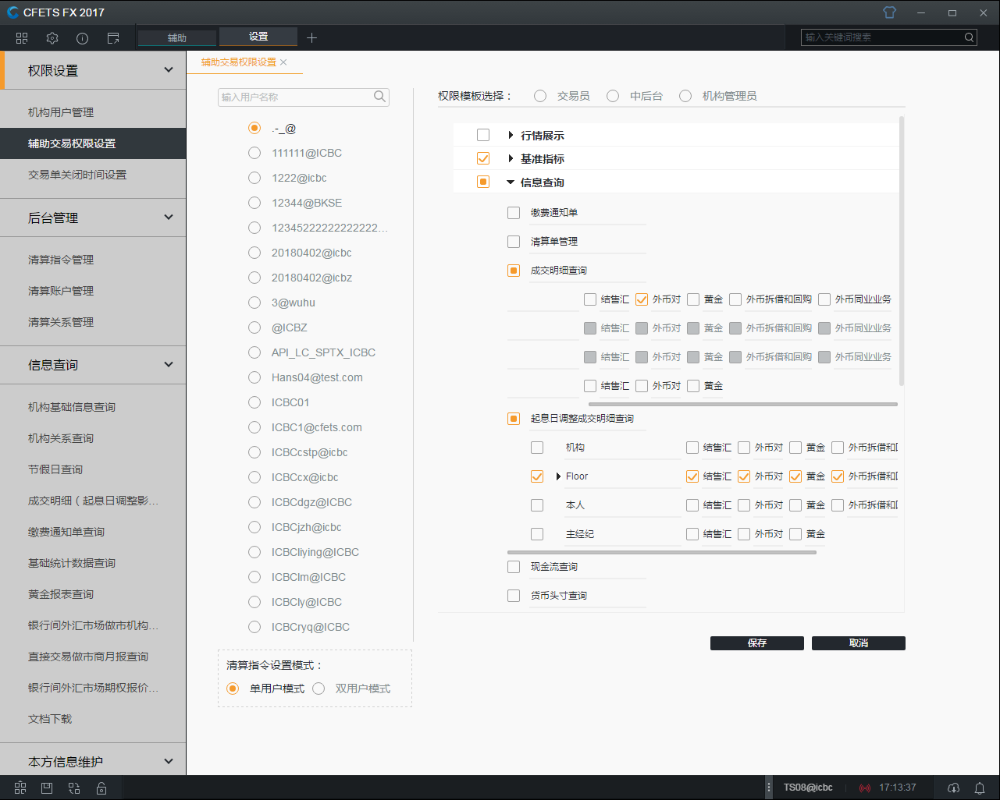 CFETS FX 2017
辅助
设置
输入关键词搜索
权限设置
机构用户管理
辅助交易权限设置
交易单关闭时间设置
后台管理
清算指令管理
清算账户管理
清算关系管理
信息查询
机构基础信息查询
机构关系查询
节假日查询
成交明细（起息日调整影...
缴费通知单查询
基础统计数据查询
黄金报表查询
银行间外汇市场做市机构...
直接交易做市商月报查询
银行间外汇市场期权报价...
文档下载
本方信息维护
辅助交易权限设置
输入用户名称
.-_@
111111@ICBC
1222@icbc
12344@BKSE
12345222222222222...
20180402@icbc
20180402@icbz
3@wuhu
@ICBZ
API_LC_SPTX_ICBC
Hans04@test.com
ICBC01
ICBC1@cfets.com
ICBCcstp@icbc
ICBCcx@icbc
ICBCdgz@ICBC
ICBCjzh@icbc
ICBCliying@ICBC
ICBClm@ICBC
ICBCly@ICBC
ICBCryq@ICBC
清算指令设置模式：
单用户模式 双用户模式
权限模板选择： 交易员 中后台 机构管理员
行情展示
基准指标
信息查询
缴费通知单
清算单管理
成交明细查询
结售汇 外币对 黄金 外币拆借和回购 外币同业业务
结售汇 外币对 黄金 外币拆借和回购 外币同业业务
结售汇 外币对 黄金 外币拆借和回购 外币同业业务
结售汇 外币对 黄金
起息日调整成交明细查询
机构 结售汇 外币对 黄金 外币拆借和
Floor 结售汇 外币对 黄金 外币拆借和
本人 结售汇 外币对 黄金 外币拆借和
主经纪 结售汇 外币对 黄金
现金流查询
货币头寸查询
保存 取消
TS08@icbc 17:13:37